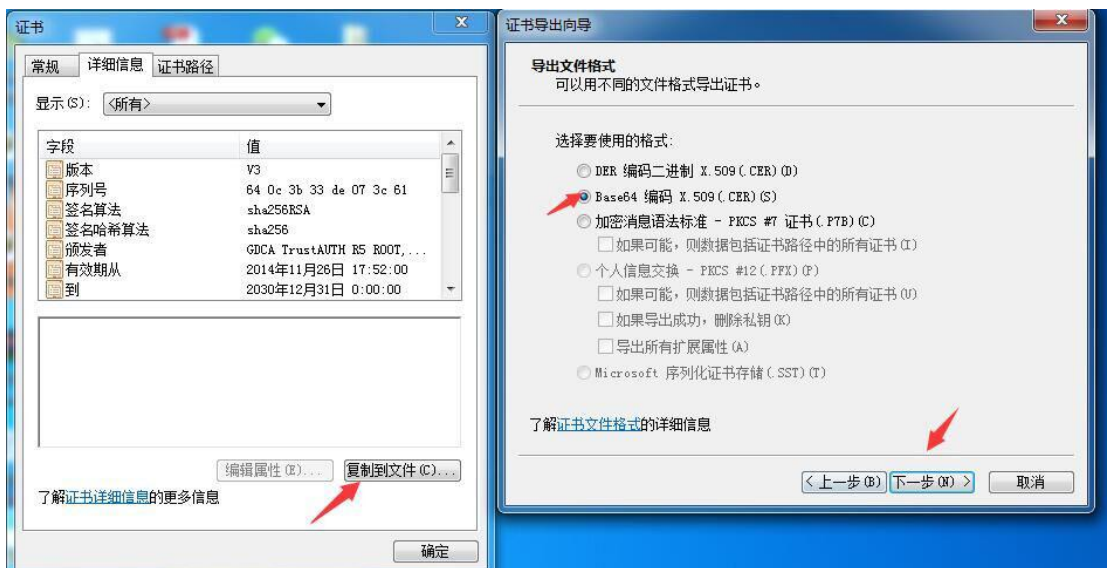 证书
常规 详细信息 证书路径
显示(S): <所有>
字段 值
版本 V3
序列号 64 0c 3b 33 de 07 3c 61
签名算法 sha256RSA
签名哈希算法 sha256
颁发者 GDCA TrustAUTH R5 ROOT,...
有效期从 2014年11月26日 17:52:00
到 2030年12月31日 0:00:00
编辑属性(E)... 复制到文件(C)...
了解证书详细信息的更多信息
确定
证书导出向导
导出文件格式
可以用不同的文件格式导出证书。
选择要使用的格式:
DER 编码二进制 X.509(.CER)(D)
Base64 编码 X.509(.CER)(S)
加密消息语法标准 - PKCS #7 证书(.P7B)(C)
如果可能，则数据包括证书路径中的所有证书(I)
个人信息交换 - PKCS #12(.PFX)(P)
如果可能，则数据包括证书路径中的所有证书(U)
如果导出成功，删除私钥(K)
导出所有扩展属性(A)
Microsoft 序列化证书存储(.SST)(T)
了解证书文件格式的详细信息
< 上一步(B) 下一步(N) > 取消